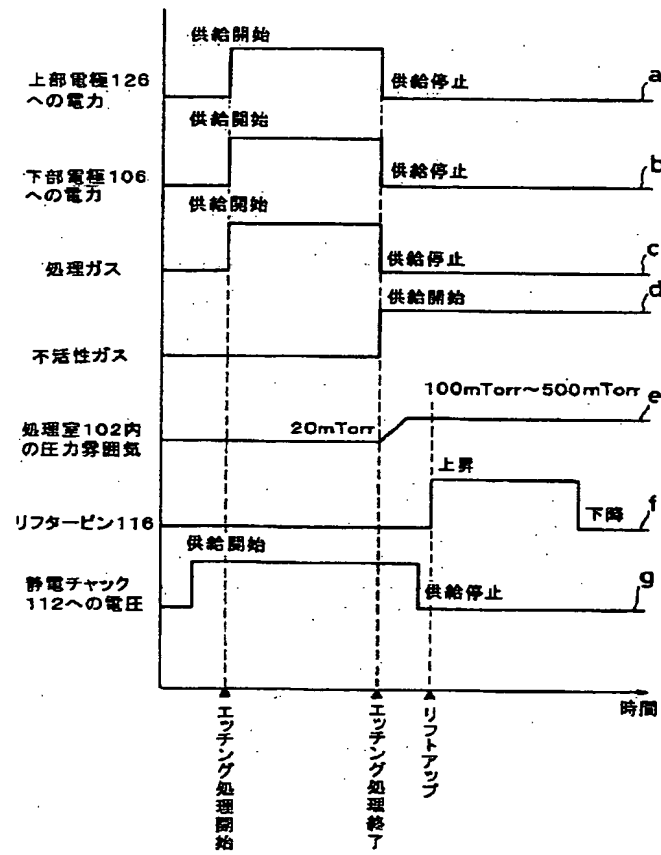 供給開始
上部電極126
への電力
供給停止
a
供給開始
下部電極106
への電力
供給停止
b
供給開始
処理ガス
供給停止
c
供給開始
d
不活性ガス
100mTorr～500mTorr
e
処理室102内
の圧力雰囲気
20mTorr
上昇
リフターピン116
下降
f
供給開始
静電チャック
112への電圧
供給停止
g
時間
エッチング処理開始
エッチング処理終了
リフトアップ